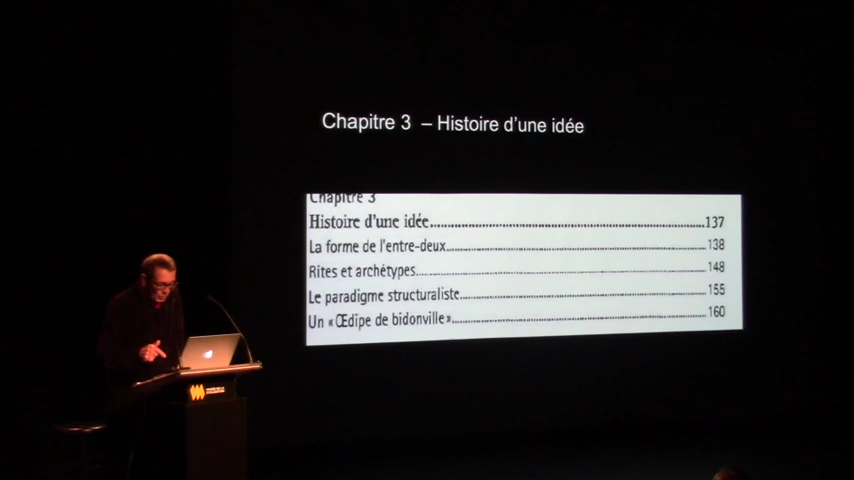 Chapitre 3 – Histoire d'une idée
Chapitre 3
Histoire d'une idée........137
La forme de l'entre-deux........138
Rites et archétypes........148
Le paradigme structuraliste........155
Un « Œdipe de bidonville »........160